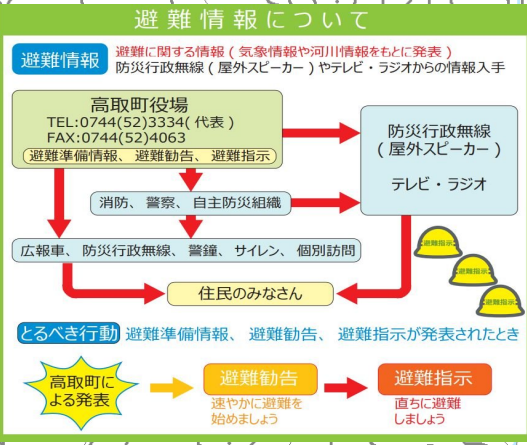 避難情報について
避難情報
避難に関する情報(気象情報や河川情報をもとに発表)
防災行政無線(屋外スピーカー)やテレビ・ラジオからの情報入手
高取町役場
TEL:0744(52)3334(代表)
FAX:0744(52)4063
避難準備情報、避難勧告、避難指示
防災行政無線
(屋外スピーカー)
テレビ・ラジオ
消防、警察、自主防災組織
広報車、防災行政無線、警鐘、サイレン、個別訪問
住民のみなさん
避難指示
避難指示
避難指示
とるべき行動
避難準備情報、避難勧告、避難指示が発表されたとき
高取町に
よる発表
避難勧告
速やかに避難を
始めましょう
避難指示
直ちに避難
しましょう